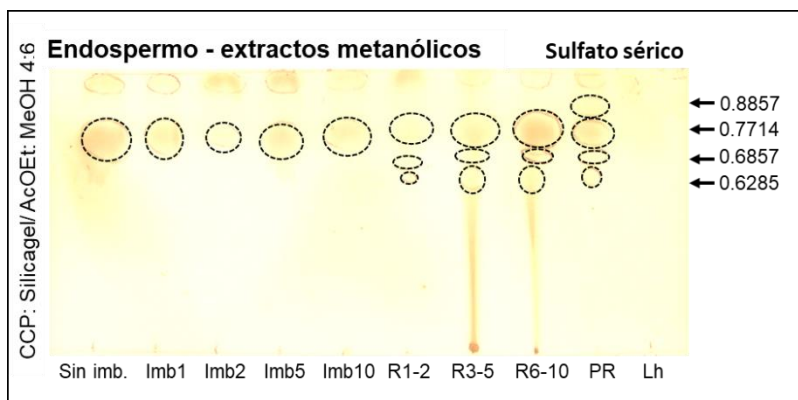 Endospermo - extractos metanólicos
Sulfato sérico
CCP: Silicagel/ AcOEt: MeOH 4:6
0.8857
0.7714
0.6857
0.6285
Sin imb. Imb1 Imb2 Imb5 Imb10 R1-2 R3-5 R6-10 PR Lh